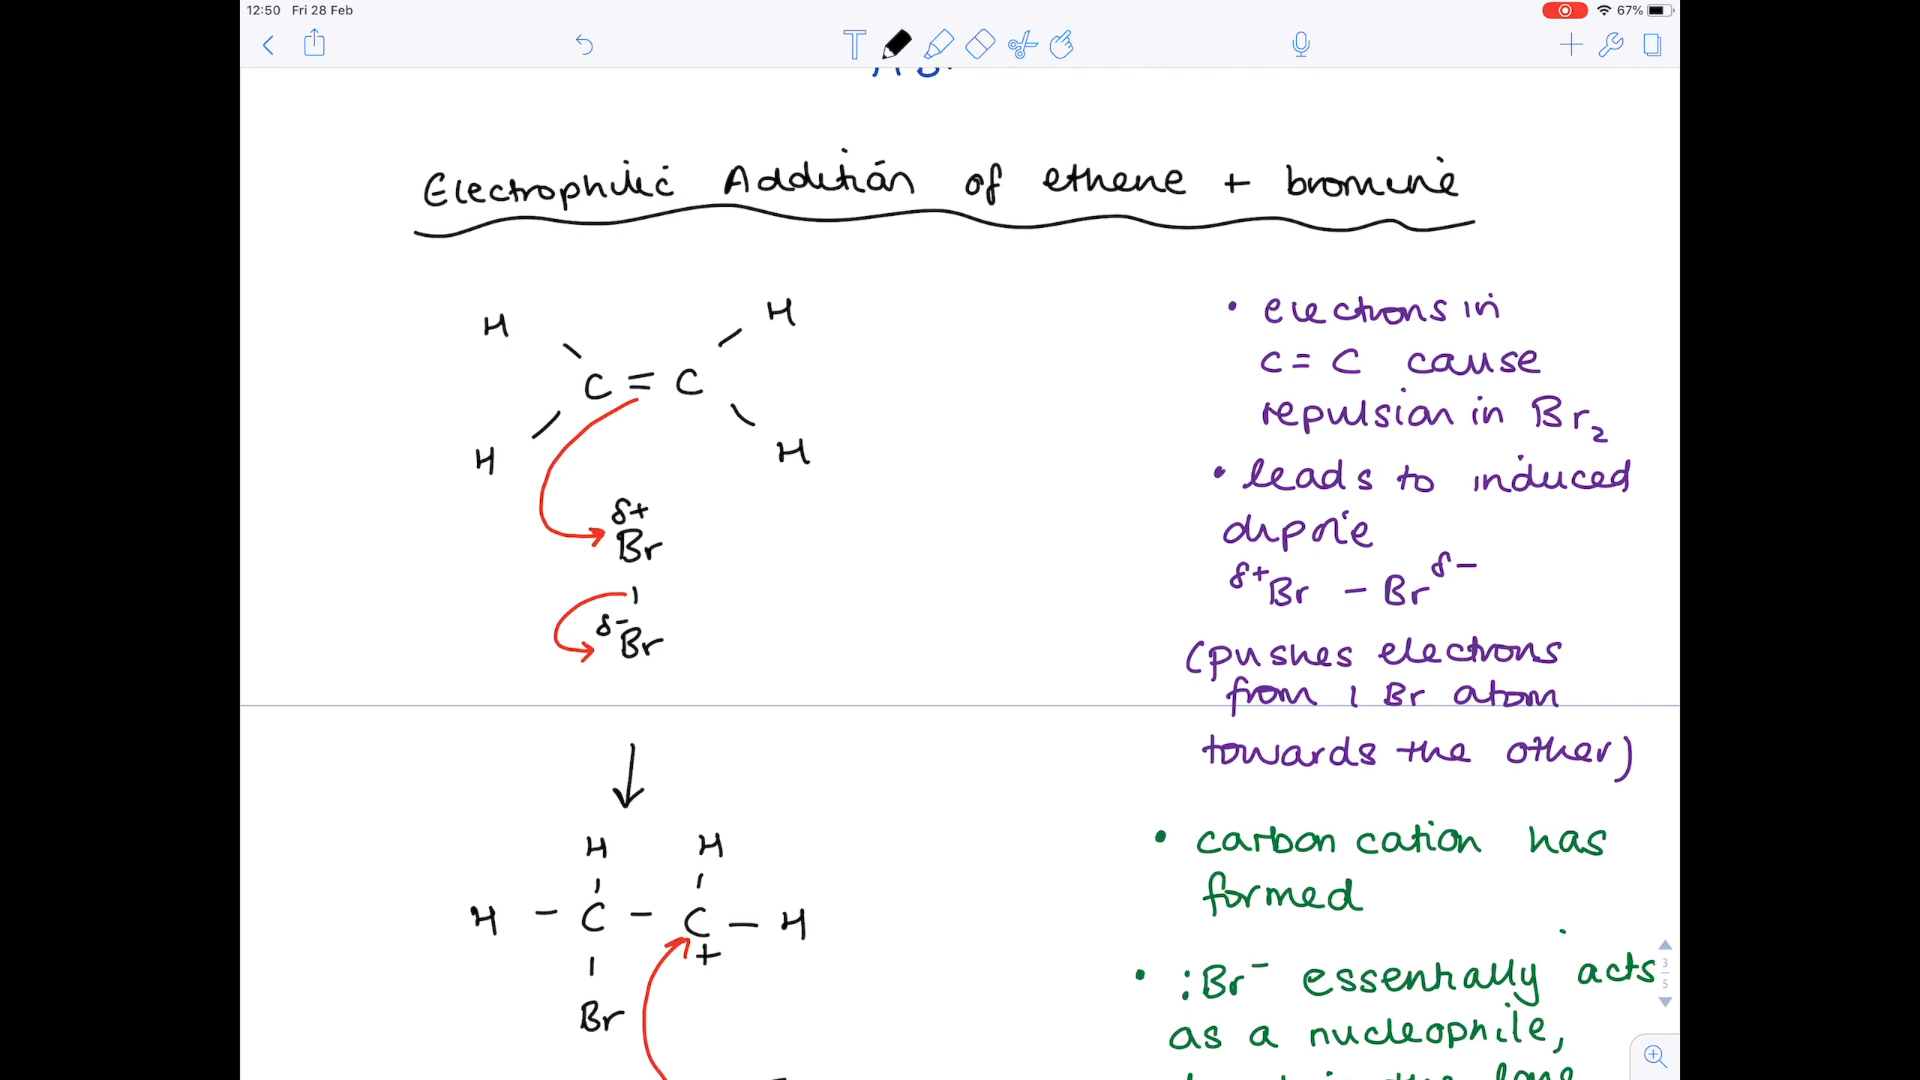 12:50 Fri 28 Feb
67%
T
Electrophilic Addition of ethene + bromine
H H
C = C
H H
δ+
Br
δ-
Br
H H
H - C - C - H
+
Br
• electrons in
C = C cause
repulsion in Br₂
• leads to induced
dipole
δ+Br - Brδ-
(pushes electrons
from 1 Br atom
towards the other)
• carbon cation has
formed
• :Br⁻ essentially acts
as a nucleophile,
3
5